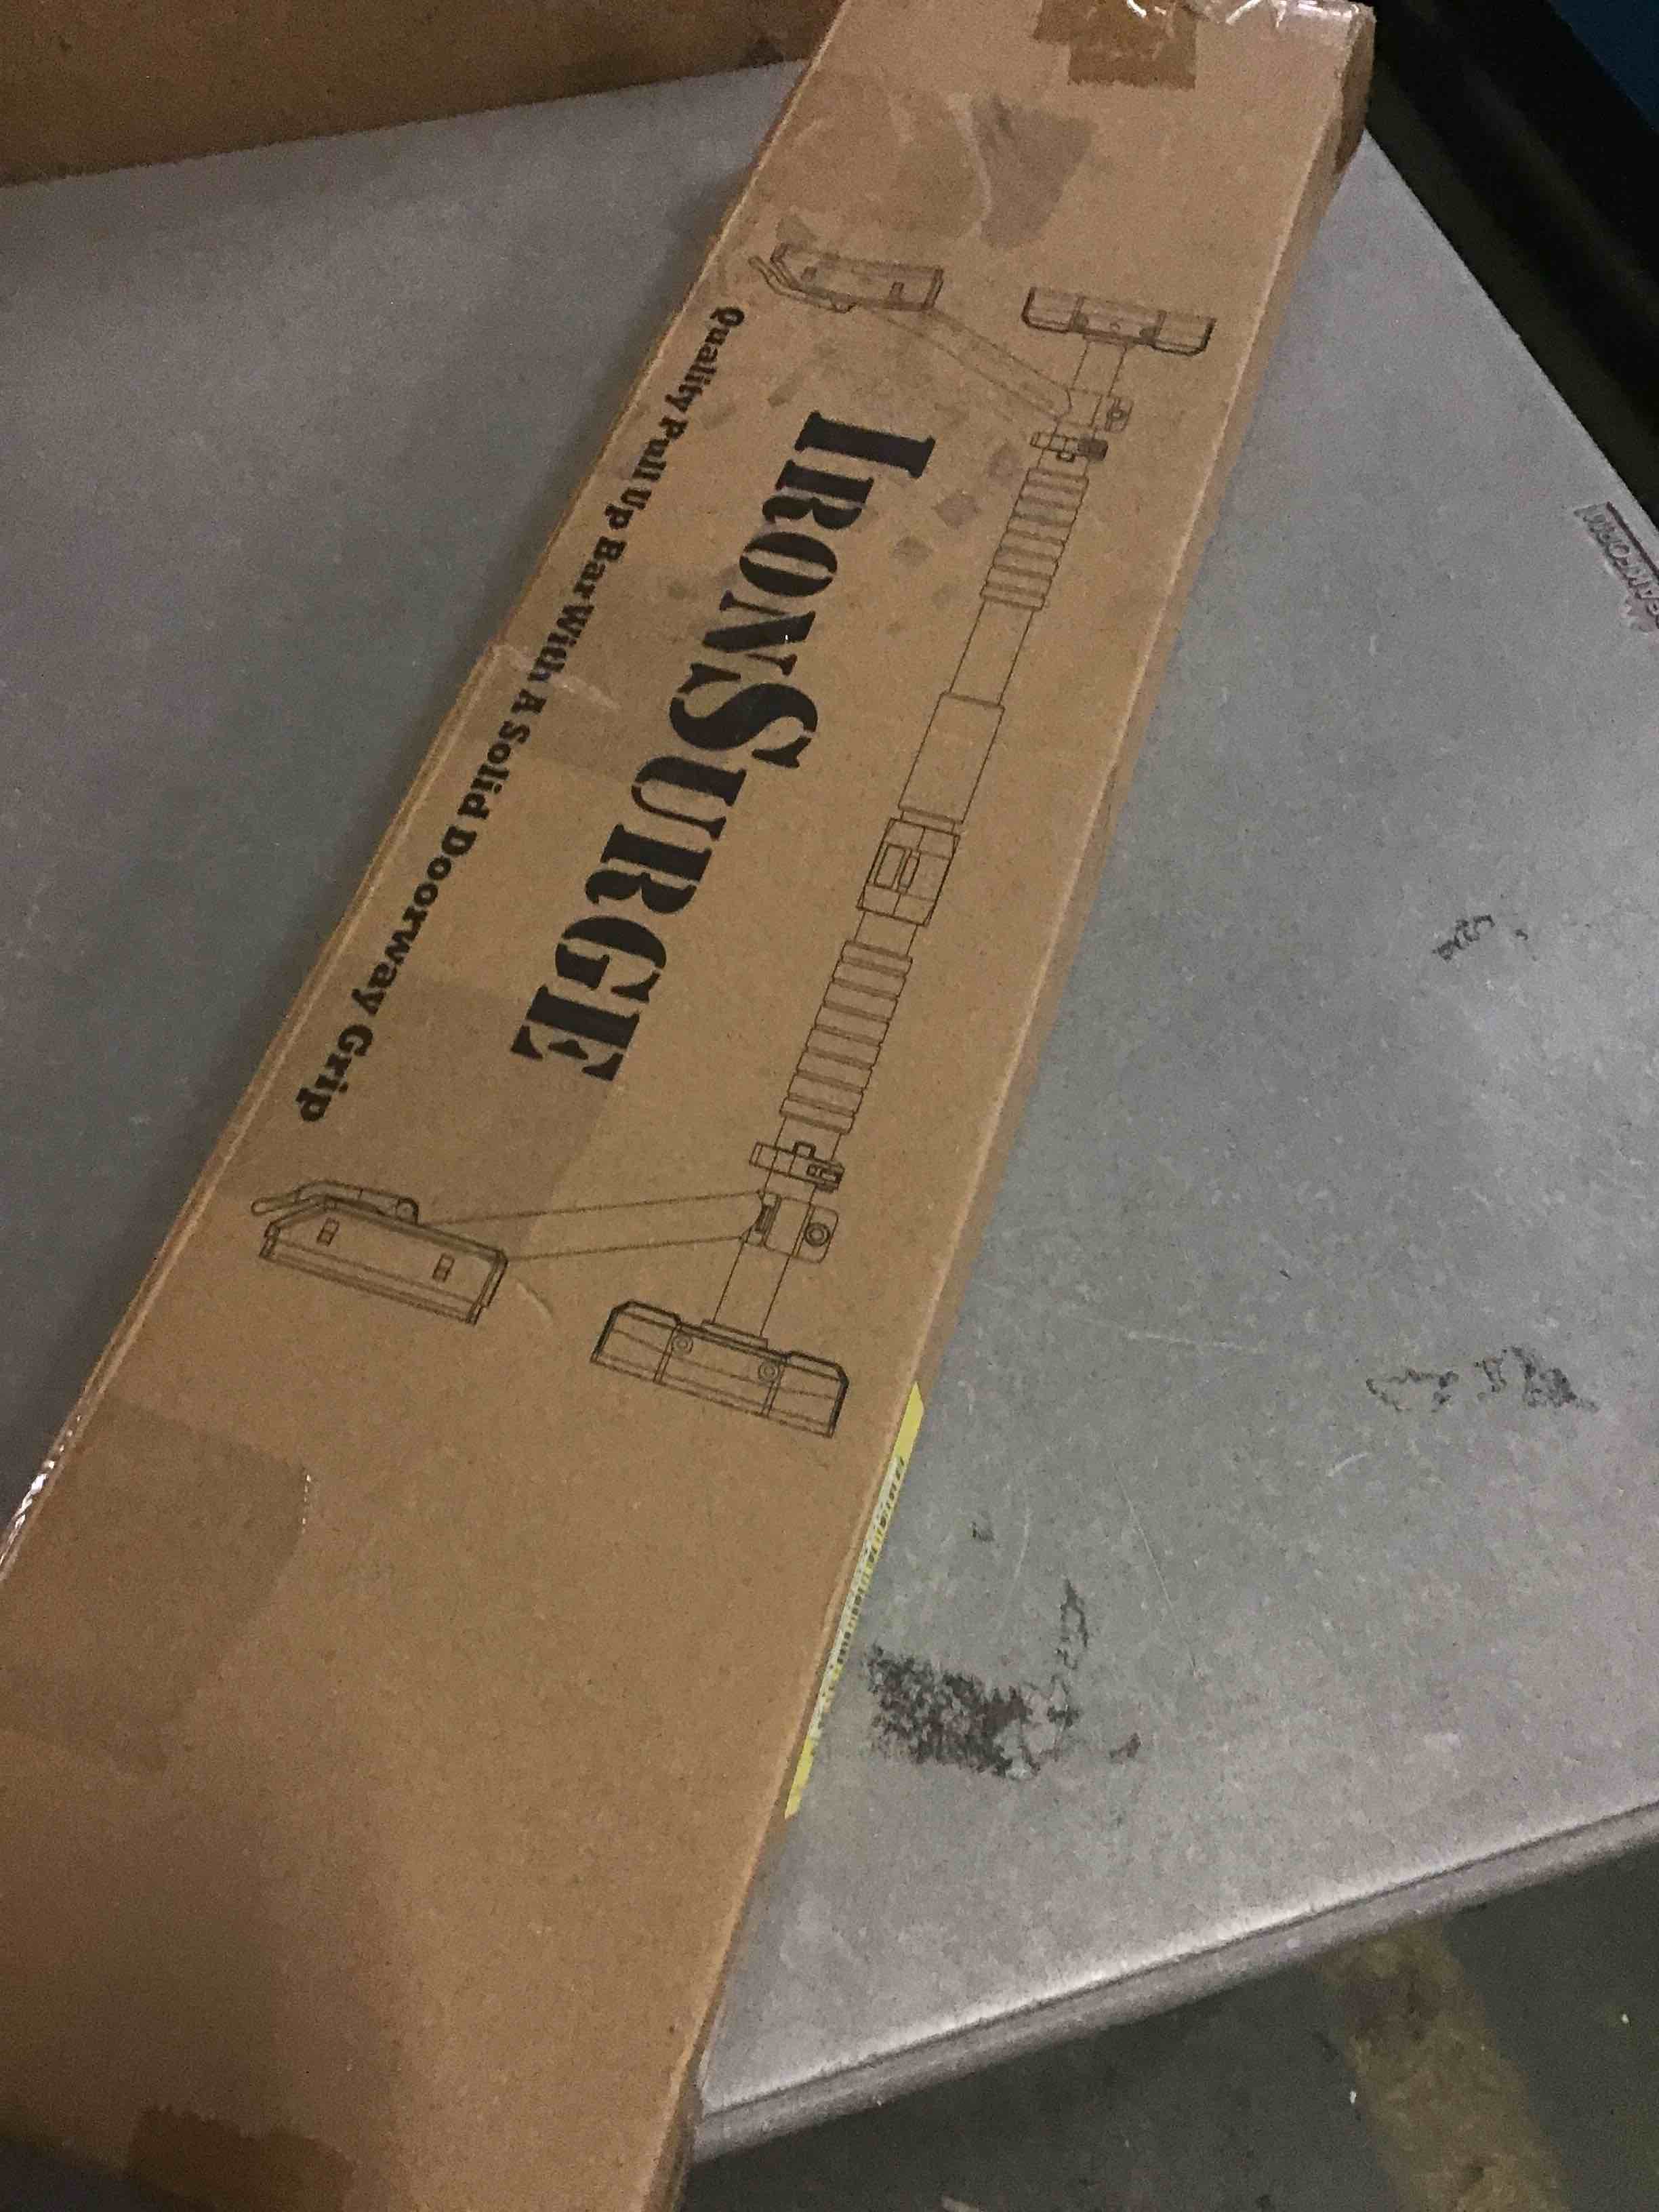 IRONSURGE
Quality Pull Up Bar With A Solid Doorway Grip